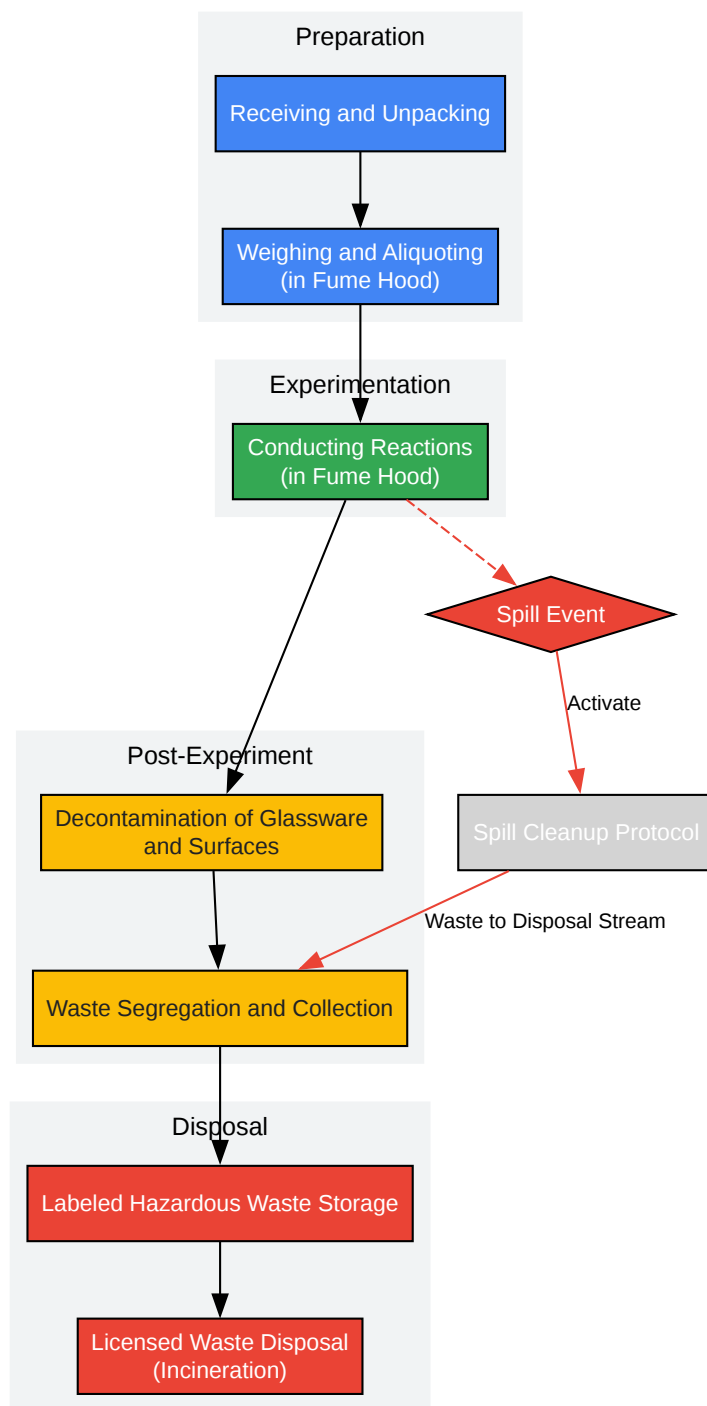 Preparation
Receiving and Unpacking
Weighing and Aliquoting
(in Fume Hood)
Experimentation
Conducting Reactions
(in Fume Hood)
Spill Event
Activate
Post-Experiment
Decontamination of Glassware
and Surfaces
Spill Cleanup Protocol
Waste to Disposal Stream
Waste Segregation and Collection
Disposal
Labeled Hazardous Waste Storage
Licensed Waste Disposal
(Incineration)